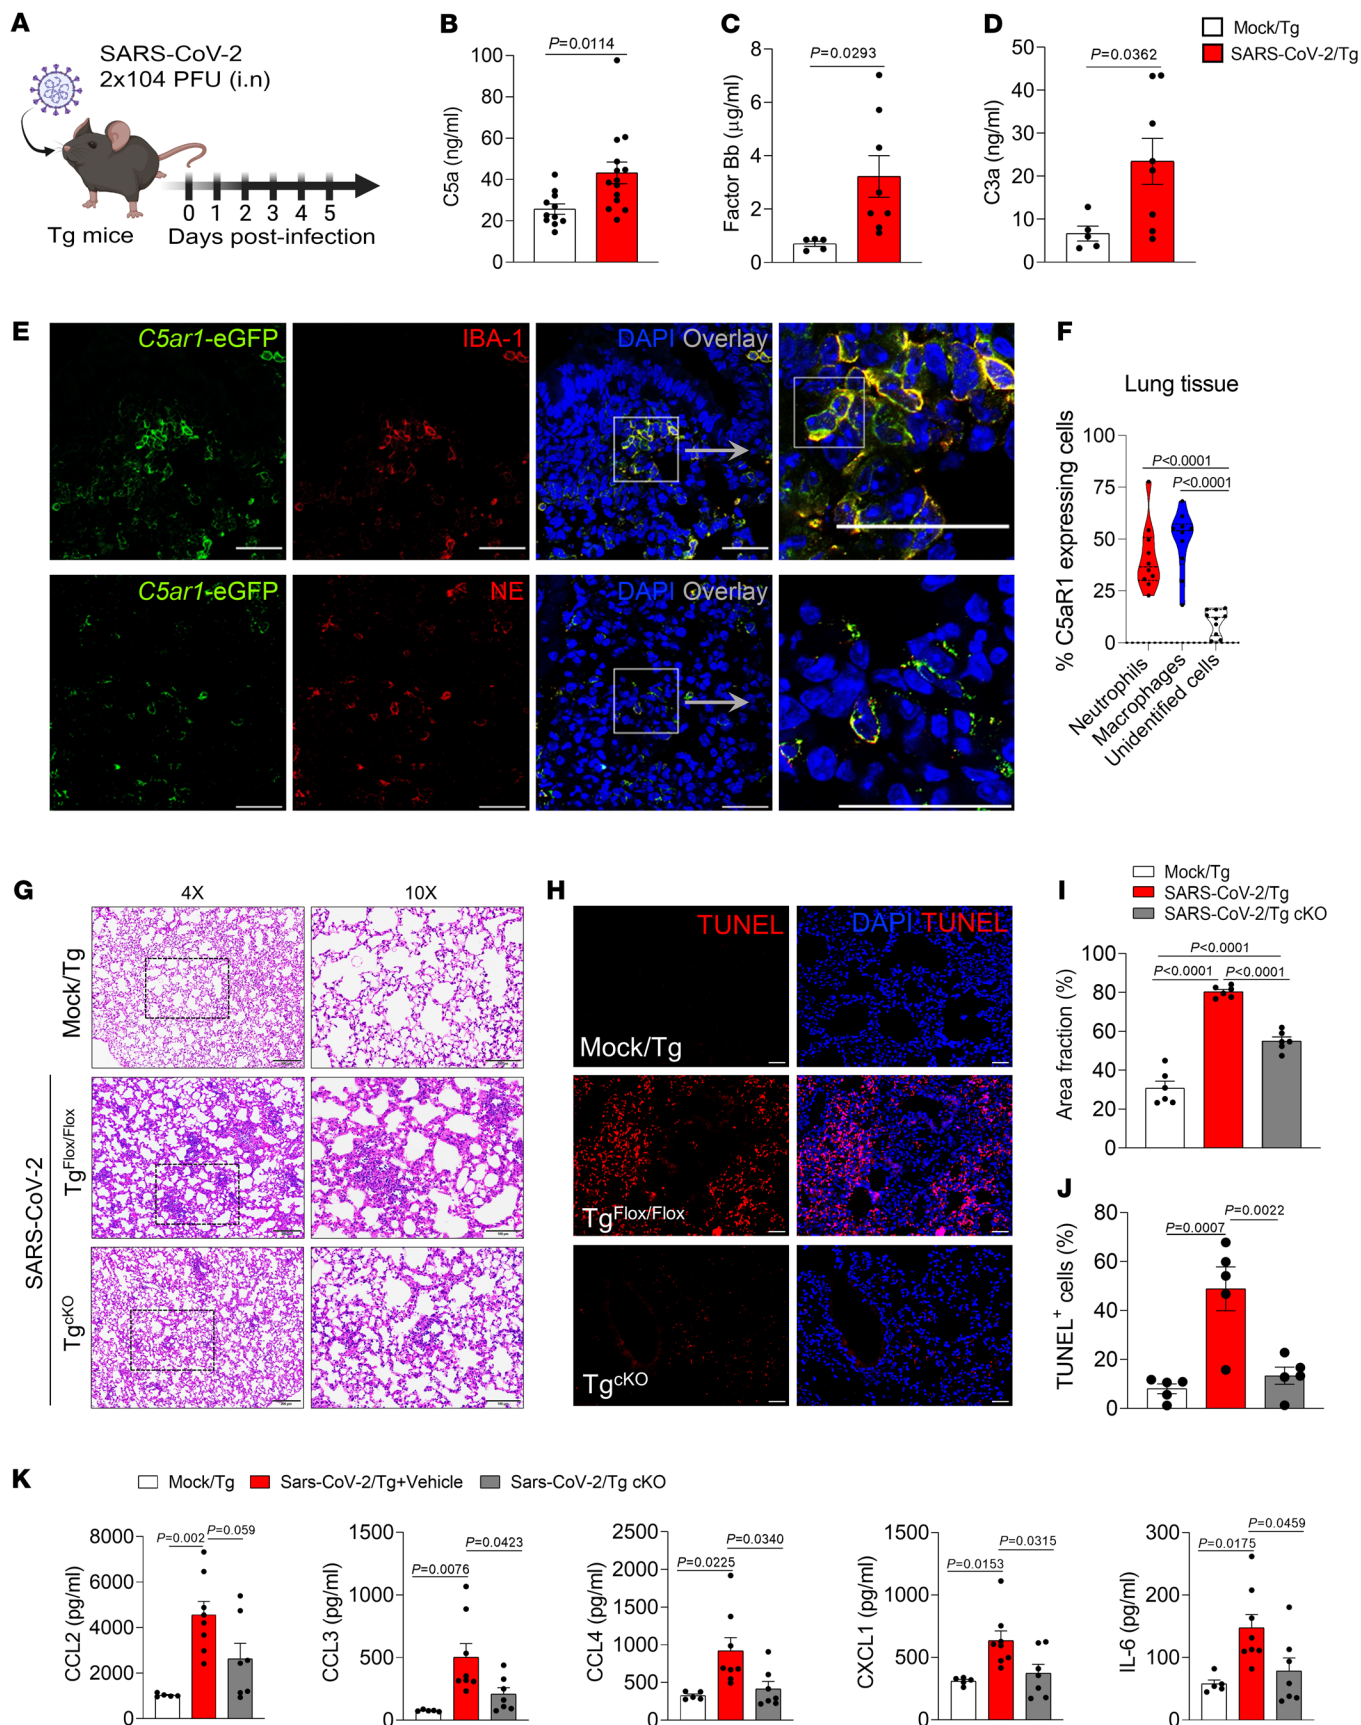 A
SARS-CoV-2
2x104 PFU (i.n)
0 1 2 3 4 5
Tg mice
Days post-infection
B
P=0.0114
C5a (ng/ml)
100
80
60
40
20
0
C
P=0.0293
Factor Bb (μg/ml)
8
6
4
2
0
D
P=0.0362
C3a (ng/ml)
50
40
30
20
10
0
Mock/Tg
SARS-CoV-2/Tg
E
C5ar1-eGFP
IBA-1
DAPI Overlay
C5ar1-eGFP
NE
DAPI Overlay
F
Lung tissue
% C5aR1 expressing cells
100
75
50
25
0
P<0.0001
P<0.0001
Neutrophils
Macrophages
Unidentified cells
G
4X
10X
Mock/Tg
SARS-CoV-2
TgFlox/Flox
TgcKO
H
TUNEL
DAPI TUNEL
Mock/Tg
TgFlox/Flox
TgcKO
I
Mock/Tg
SARS-CoV-2/Tg
SARS-CoV-2/Tg cKO
Area fraction (%)
100
80
60
40
20
0
P<0.0001
P<0.0001
P<0.0001
J
TUNEL+ cells (%)
80
60
40
20
0
P=0.0007
P=0.0022
K
Mock/Tg
Sars-CoV-2/Tg+Vehicle
Sars-CoV-2/Tg cKO
CCL2 (pg/ml)
8000
6000
4000
2000
0
P=0.002
P=0.059
CCL3 (pg/ml)
1500
1000
500
0
P=0.0076
P=0.0423
CCL4 (pg/ml)
2500
2000
1500
1000
500
0
P=0.0225
P=0.0340
CXCL1 (pg/ml)
1500
1000
500
0
P=0.0153
P=0.0315
IL-6 (pg/ml)
300
200
100
0
P=0.0175
P=0.0459